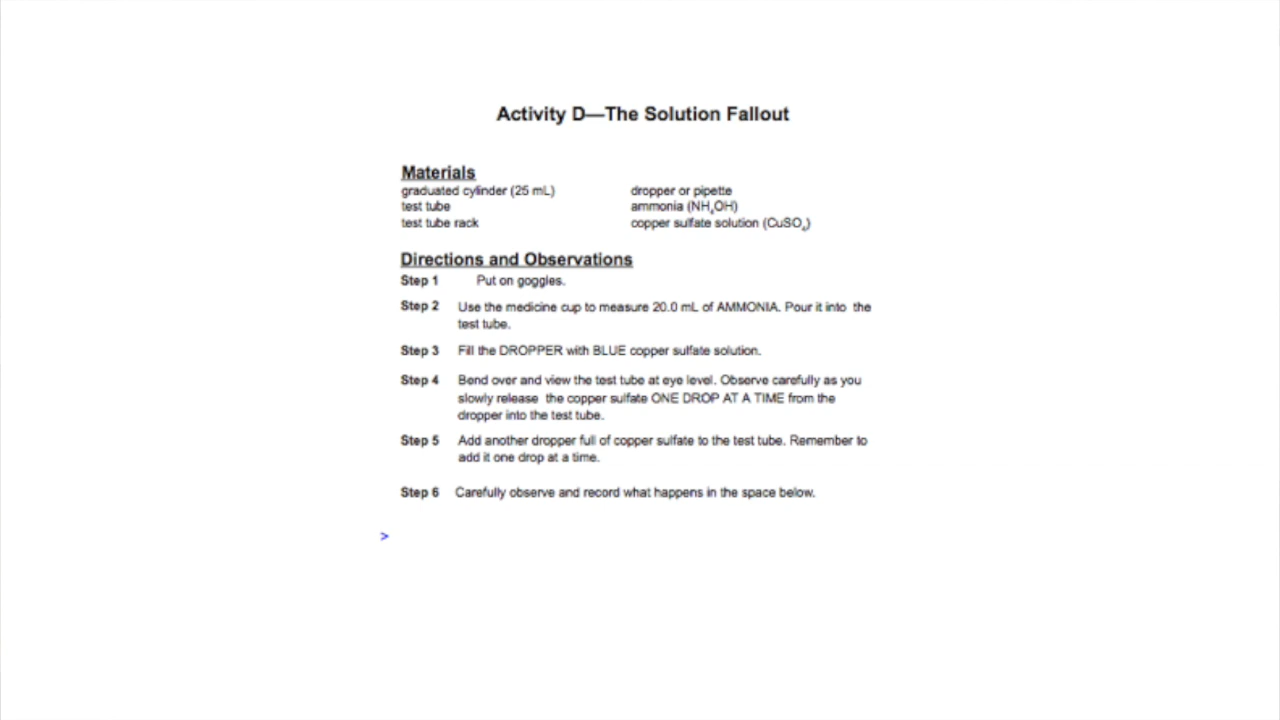 Activity D—The Solution Fallout
Materials
graduated cylinder (25 mL)
test tube
test tube rack
dropper or pipette
ammonia (NH₄OH)
copper sulfate solution (CuSO₄)
Directions and Observations
Step 1 Put on goggles.
Step 2 Use the medicine cup to measure 20.0 mL of AMMONIA. Pour it into the
test tube.
Step 3 Fill the DROPPER with BLUE copper sulfate solution.
Step 4 Bend over and view the test tube at eye level. Observe carefully as you
slowly release the copper sulfate ONE DROP AT A TIME from the
dropper into the test tube.
Step 5 Add another dropper full of copper sulfate to the test tube. Remember to
add it one drop at a time.
Step 6 Carefully observe and record what happens in the space below.
>